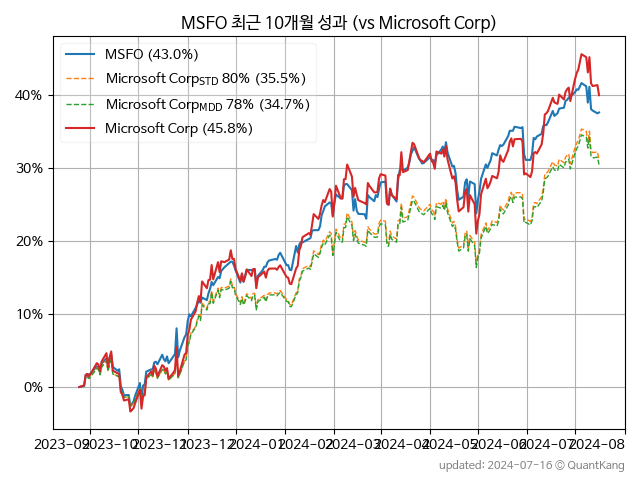 MSFO 최근 10개월 성과 (vs Microsoft Corp)
MSFO (43.0%)
Microsoft Corp_STD 80% (35.5%)
Microsoft Corp_MDD 78% (34.7%)
Microsoft Corp (45.8%)
40%
30%
20%
10%
0%
2023-09 2023-10 2023-11 2023-12 2024-01 2024-02 2024-03 2024-04 2024-05 2024-06 2024-07 2024-08
updated: 2024-07-16 © QuantKang